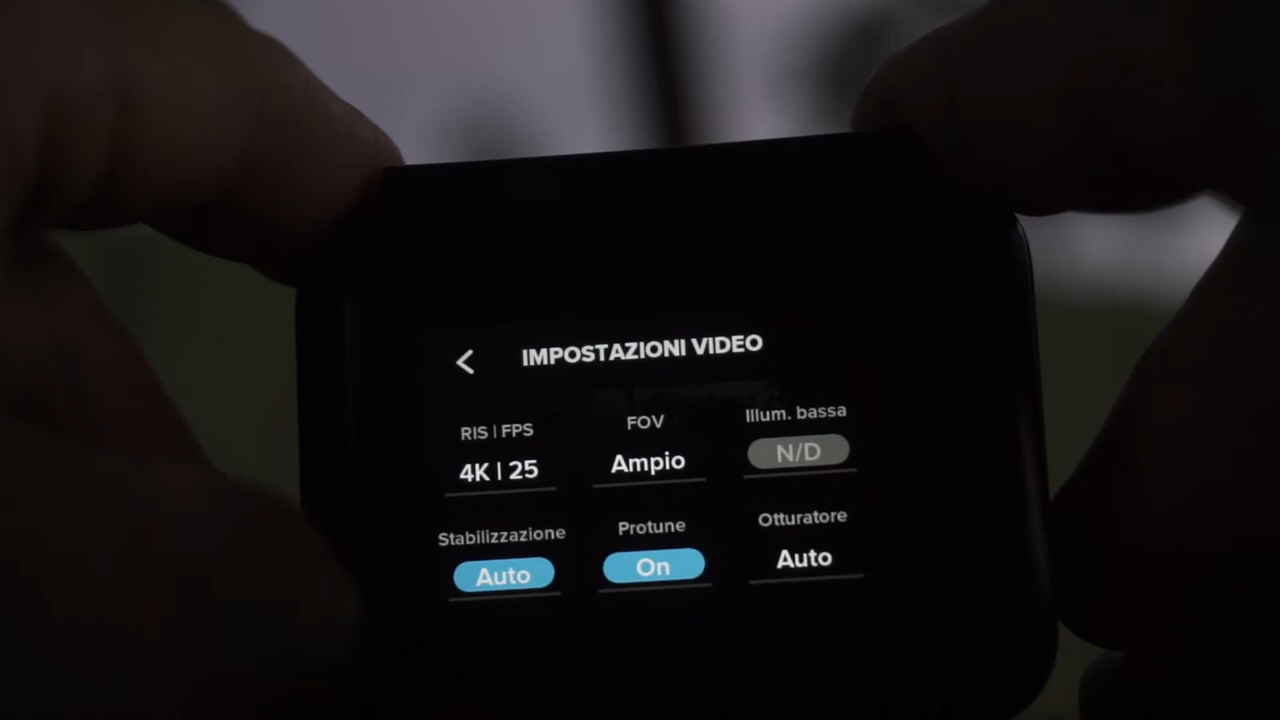 IMPOSTAZIONI VIDEO
RIS | FPS
FOV
Illum. bassa
4K | 25
Ampio
N/D
Stabilizzazione
Protune
Otturatore
Auto
On
Auto